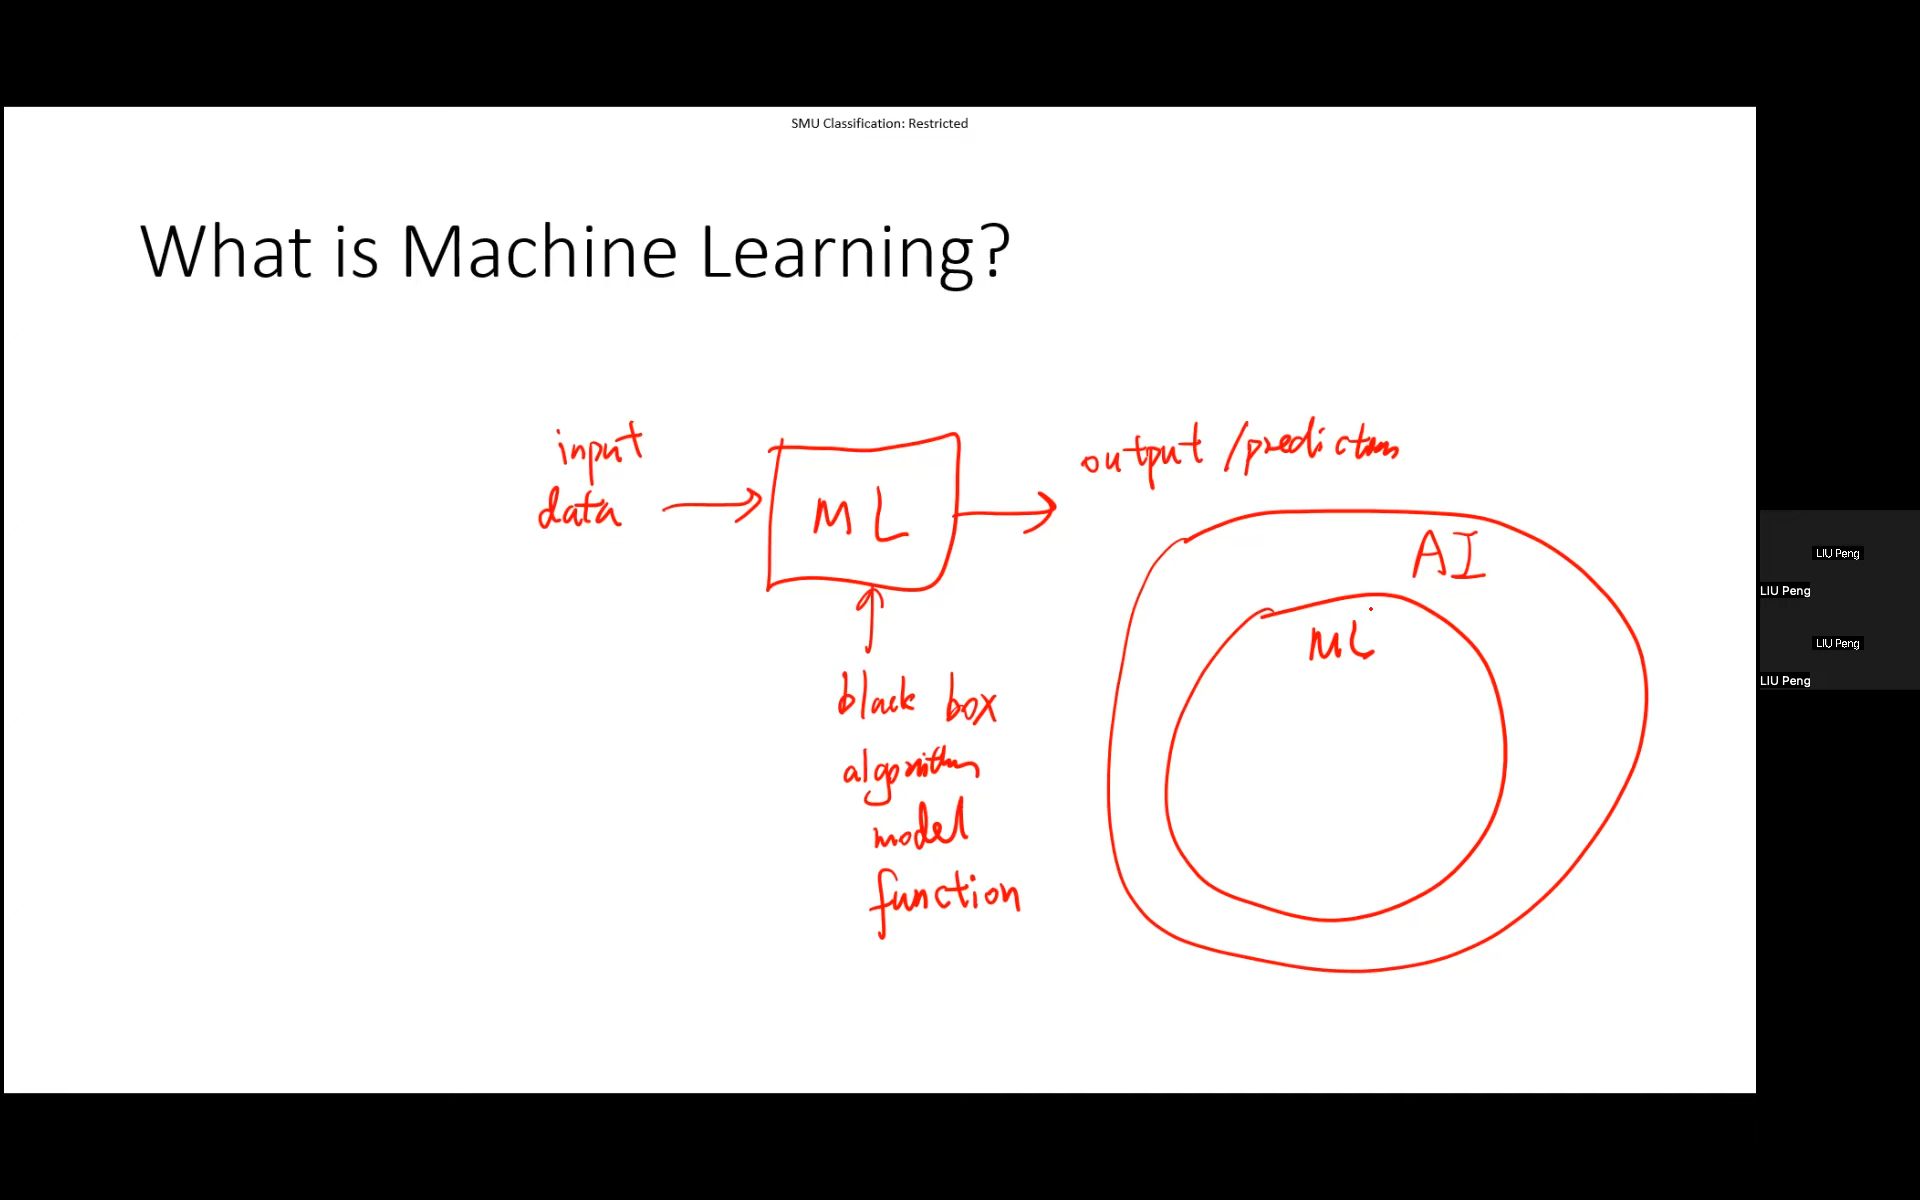 SMU Classification: Restricted
What is Machine Learning?
input
data
ML
output /predictions
AI
ML
black box
algorithm
model
function
LIU Peng
LIU Peng
LIU Peng
LIU Peng